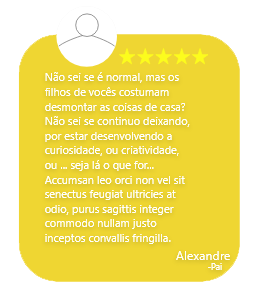 Não sei se é normal, mas os
filhos de vocês costumam
desmontar as coisas de casa?
Não sei se continuo deixando,
por estar desenvolvendo a
curiosidade, ou criatividade,
ou ... seja lá o que for...
Accumsan leo orci non vel sit
senectus feugiat ultricies at
odio, purus sagittis integer
commodo nullam justo
inceptos convallis fringilla.
Alexandre
-Pai